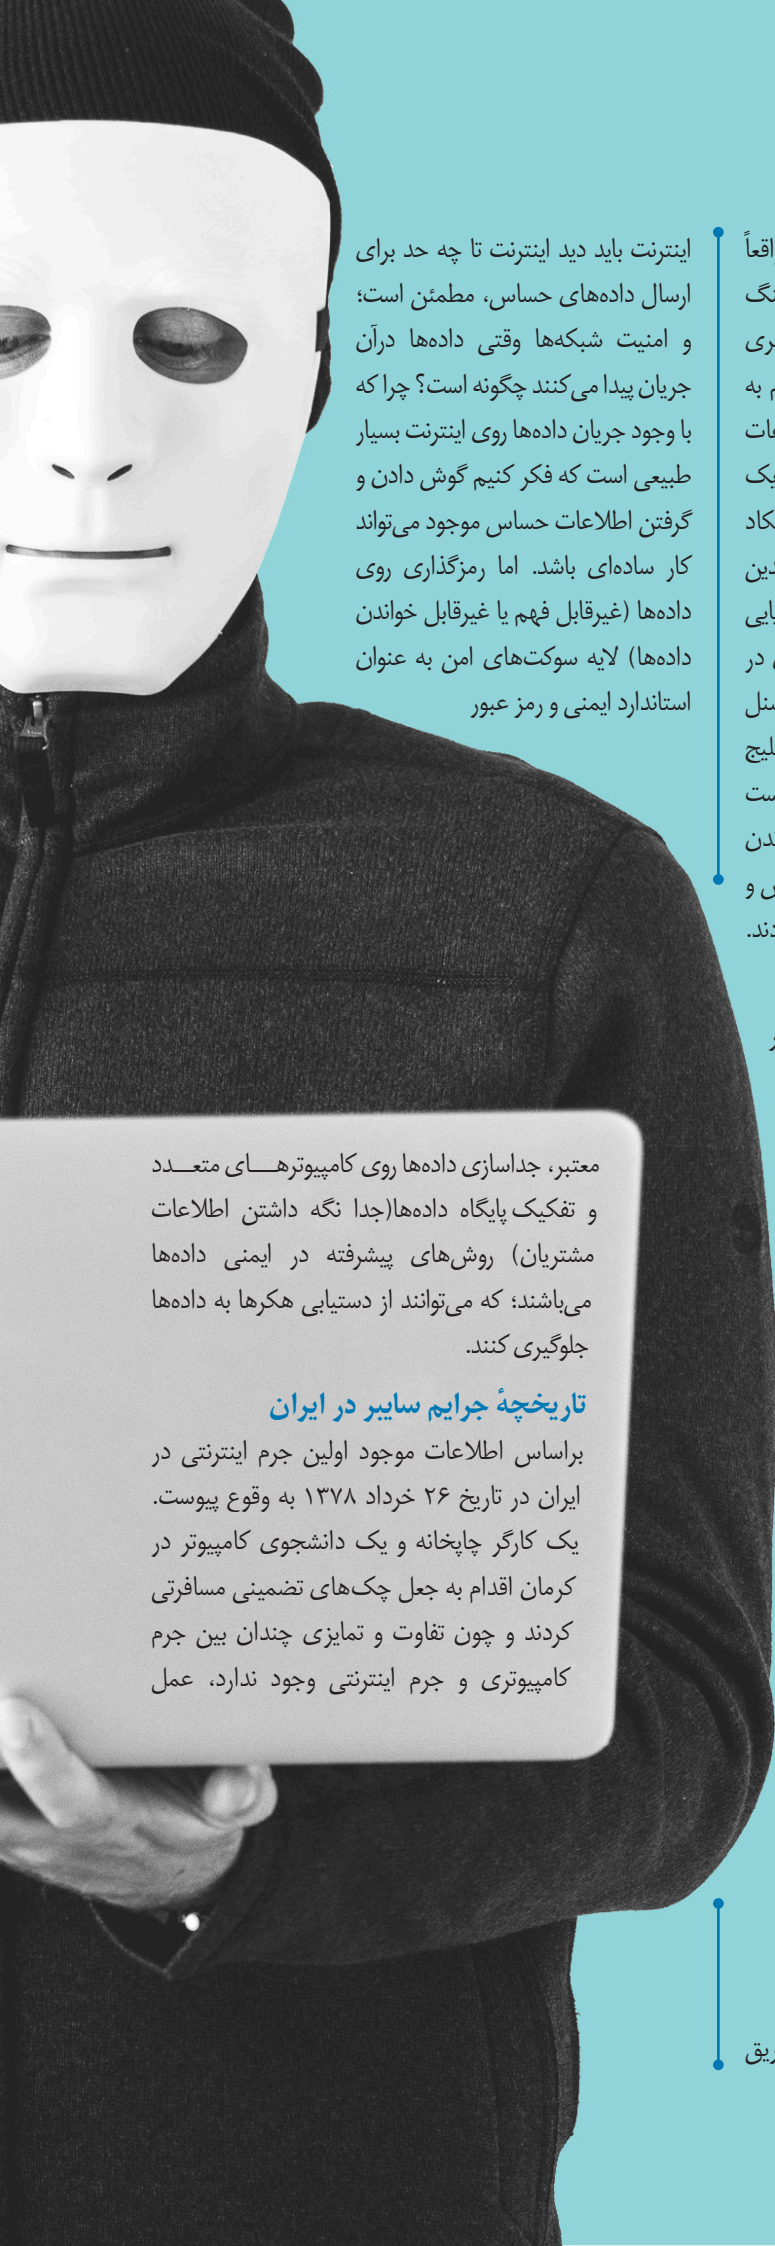 اینترنت باید دید اینترنت تا چه حد برای
ارسال داده‌های حساس، مطمئن است؛
و امنیت شبکه‌ها وقتی داده‌ها درآن
جریان پیدا می‌کنند چگونه است؟ چرا که
با وجود جریان داده‌ها روی اینترنت بسیار
طبیعی است که فکر کنیم گوش دادن و
گرفتن اطلاعات حساس موجود می‌تواند
کار ساده‌ای باشد. اما رمزگذاری روی
داده‌ها (غیرقابل فهم یا غیرقابل خواندن
داده‌ها) لایه سوکت‌های امن به عنوان
استاندارد ایمنی و رمز عبور
معتبر، جداسازی داده‌ها روی کامپیوترهـــای متعــدد
و تفکیک پایگاه داده‌ها(جدا نگه داشتن اطلاعات
مشتریان) روش‌های پیشرفته در ایمنی داده‌ها
می‌باشند؛ که می‌توانند از دستیابی هکرها به داده‌ها
جلوگیری کنند.
تاریخچهٔ جرایم سایبر در ایران
براساس اطلاعات موجود اولین جرم اینترنتی در
ایران در تاریخ ۲۶ خرداد ۱۳۷۸ به وقوع پیوست.
یک کارگر چاپخانه و یک دانشجوی کامپیوتر در
کرمان اقدام به جعل چک‌های تضمینی مسافرتی
کردند و چون تفاوت و تمایزی چندان بین جرم
کامپیوتری و جرم اینترنتی وجود ندارد، عمل